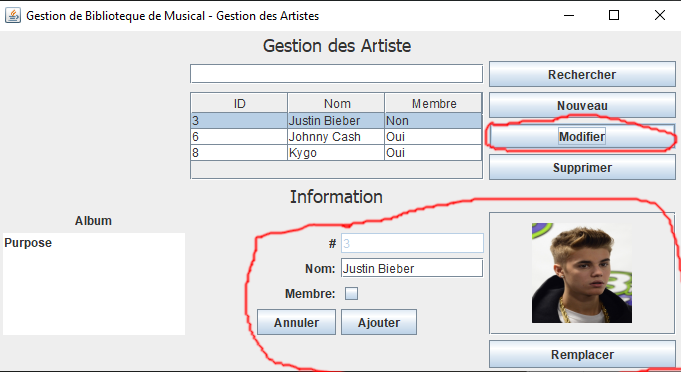 Gestion de Biblioteque de Musical - Gestion des Artistes
Gestion des Artiste
Rechercher
ID Nom Membre
3 Justin Bieber Non
6 Johnny Cash Oui
8 Kygo Oui
Nouveau
Modifier
Supprimer
Information
Album
Purpose
# 3
Nom: Justin Bieber
Membre:
Annuler Ajouter
Remplacer